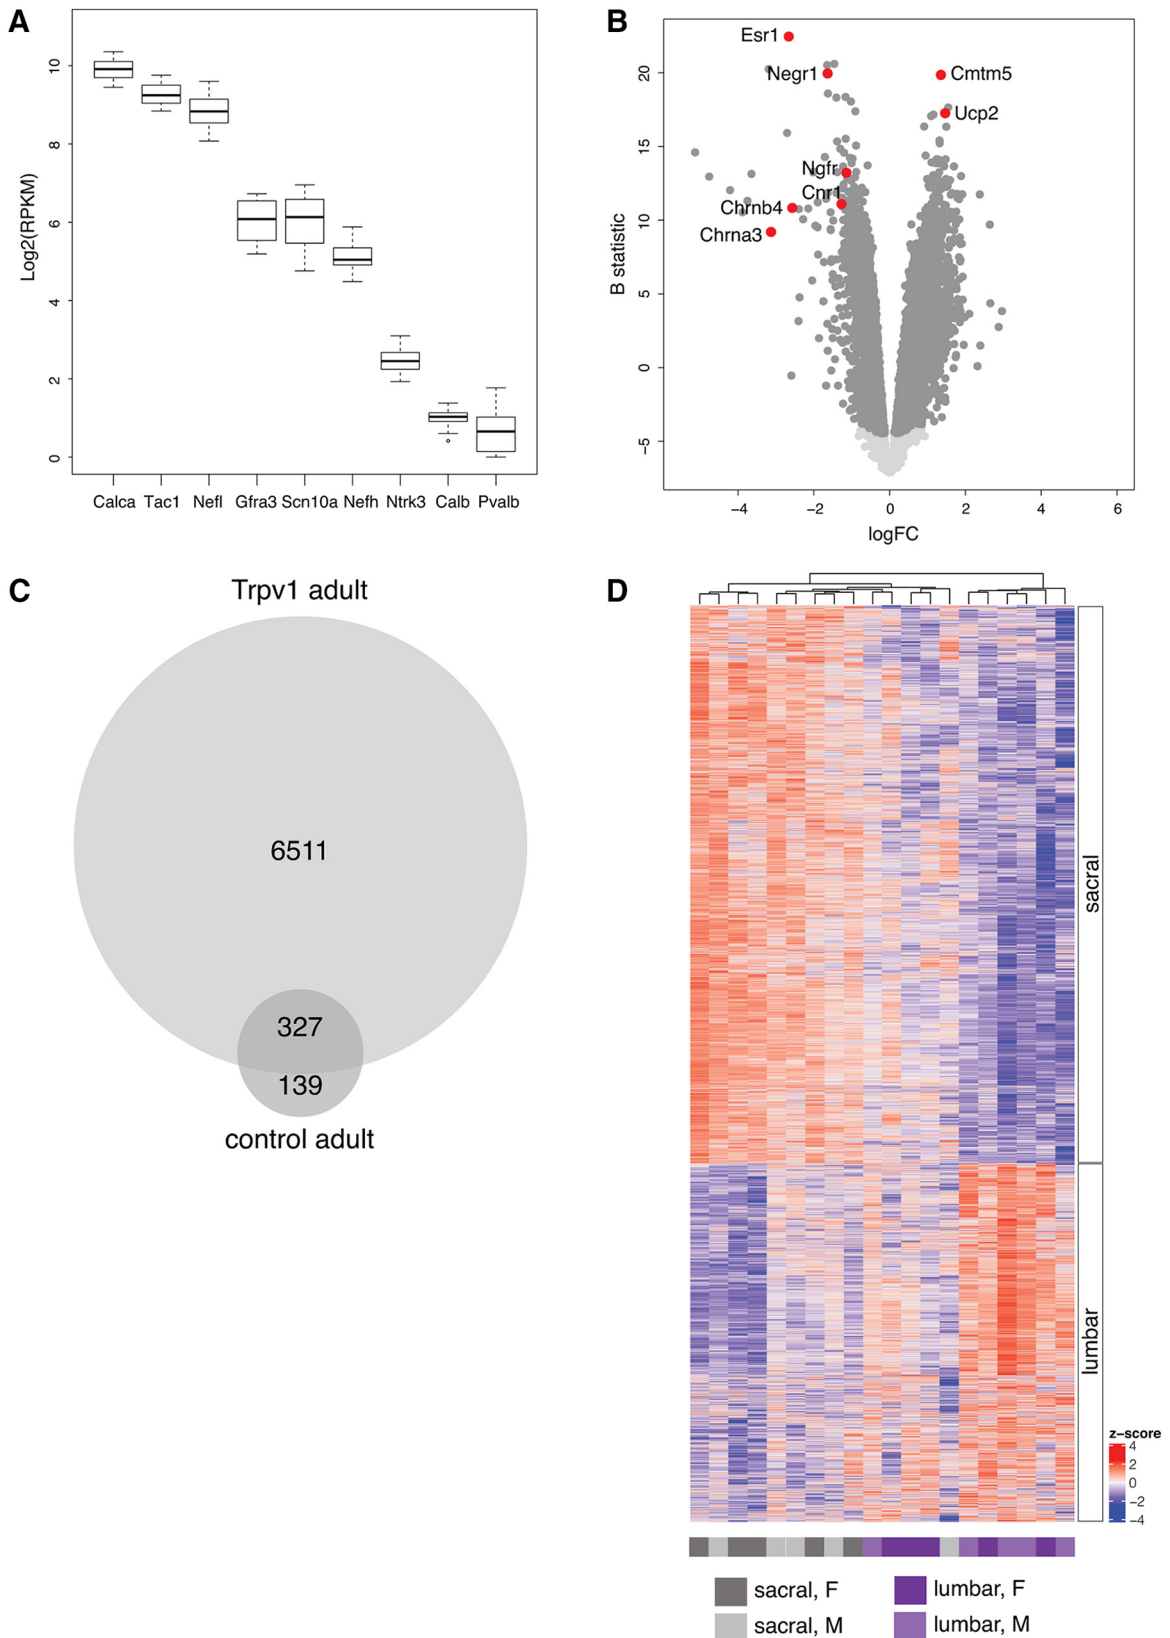 A
Log2(RPKM)
10
8
6
4
2
0
Calca Tac1 Nefl Gfra3 Scn10a Nefh Ntrk3 Calb Pvalb
B
B statistic
20
15
10
5
0
−5
Esr1
Negr1
Cmtm5
Ucp2
Ngfr
Cnr1
Chrnb4
Chrna3
−4 −2 0 2 4 6
logFC
C
Trpv1 adult
6511
327
139
control adult
D
sacral
lumbar
z−score
4
2
0
−2
−4
sacral, F
lumbar, F
sacral, M
lumbar, M